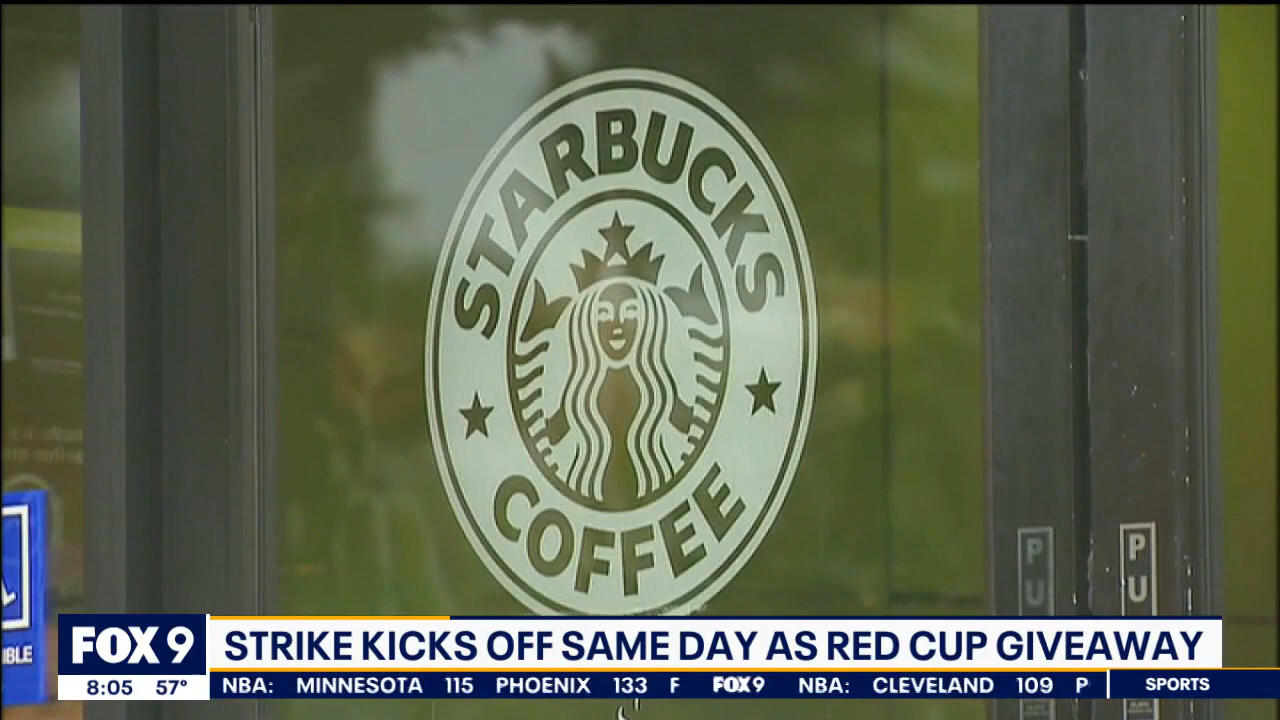 STARBUCKS
COFFEE
P
U
P
U
IBLE
FOX 9
STRIKE KICKS OFF SAME DAY AS RED CUP GIVEAWAY
8:05 57°
NBA: MINNESOTA 115 PHOENIX 133 F FOX 9 NBA: CLEVELAND 109 P
SPORTS